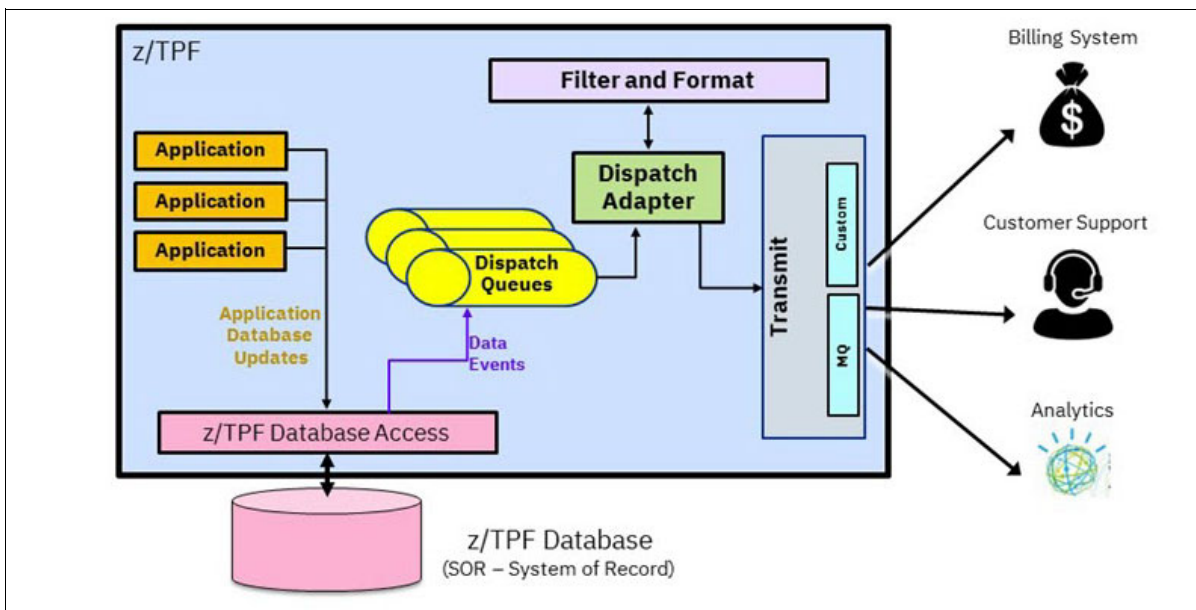 z/TPF
Filter and Format
Application
Application
Application
Dispatch
Adapter
Dispatch
Queues
Application
Database
Updates
Data
Events
z/TPF Database Access
Transmit
Custom
MQ
Billing System
$
Customer Support
Analytics
z/TPF Database
(SOR – System of Record)